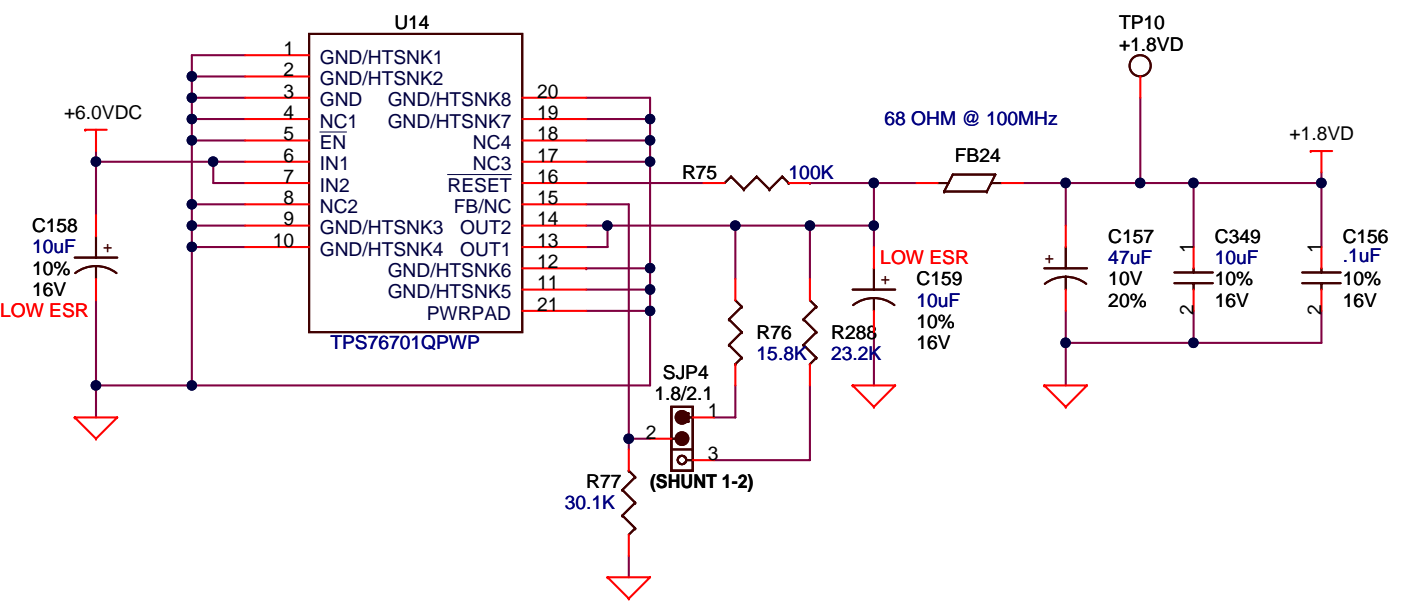 U14
1 GND/HTSNK1
2 GND/HTSNK2
3 GND
4 NC1
5 EN
6 IN1
7 IN2
8 NC2
9 GND/HTSNK3
10 GND/HTSNK4
GND/HTSNK8 20
GND/HTSNK7 19
NC4 18
NC3 17
RESET 16
FB/NC 15
OUT2 14
OUT1 13
GND/HTSNK6 12
GND/HTSNK5 11
PWRPAD 21
TPS76701QPWP
+6.0VDC
C158
10uF
10%
16V
LOW ESR
+
R75 100K
68 OHM @ 100MHz
FB24
TP10
+1.8VD
+1.8VD
LOW ESR
+
C159
10uF
10%
16V
R76
15.8K
R288
23.2K
SJP4
1.8/2.1
1
2
3
(SHUNT 1-2)
R77
30.1K
+
C157
47uF
10V
20%
1
2
C349
10uF
10%
16V
1
2
C156
.1uF
10%
16V